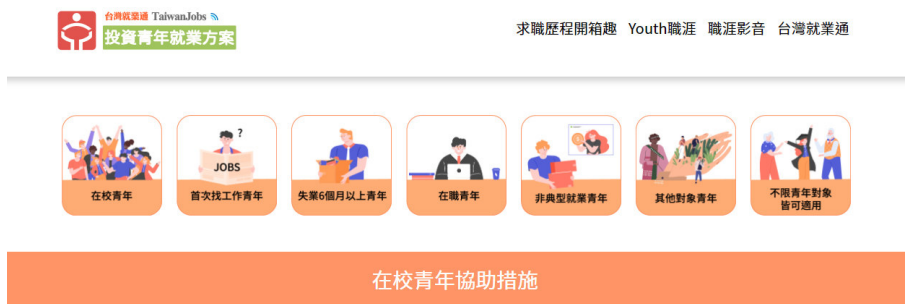 台灣就業通 TaiwanJobs
投資青年就業方案
求職歷程開箱趣 Youth職涯 職涯影音 台灣就業通
?
JOBS
在校青年
首次找工作青年
失業6個月以上青年
在職青年
非典型就業青年
其他對象青年
不限青年對象
皆可適用
在校青年協助措施